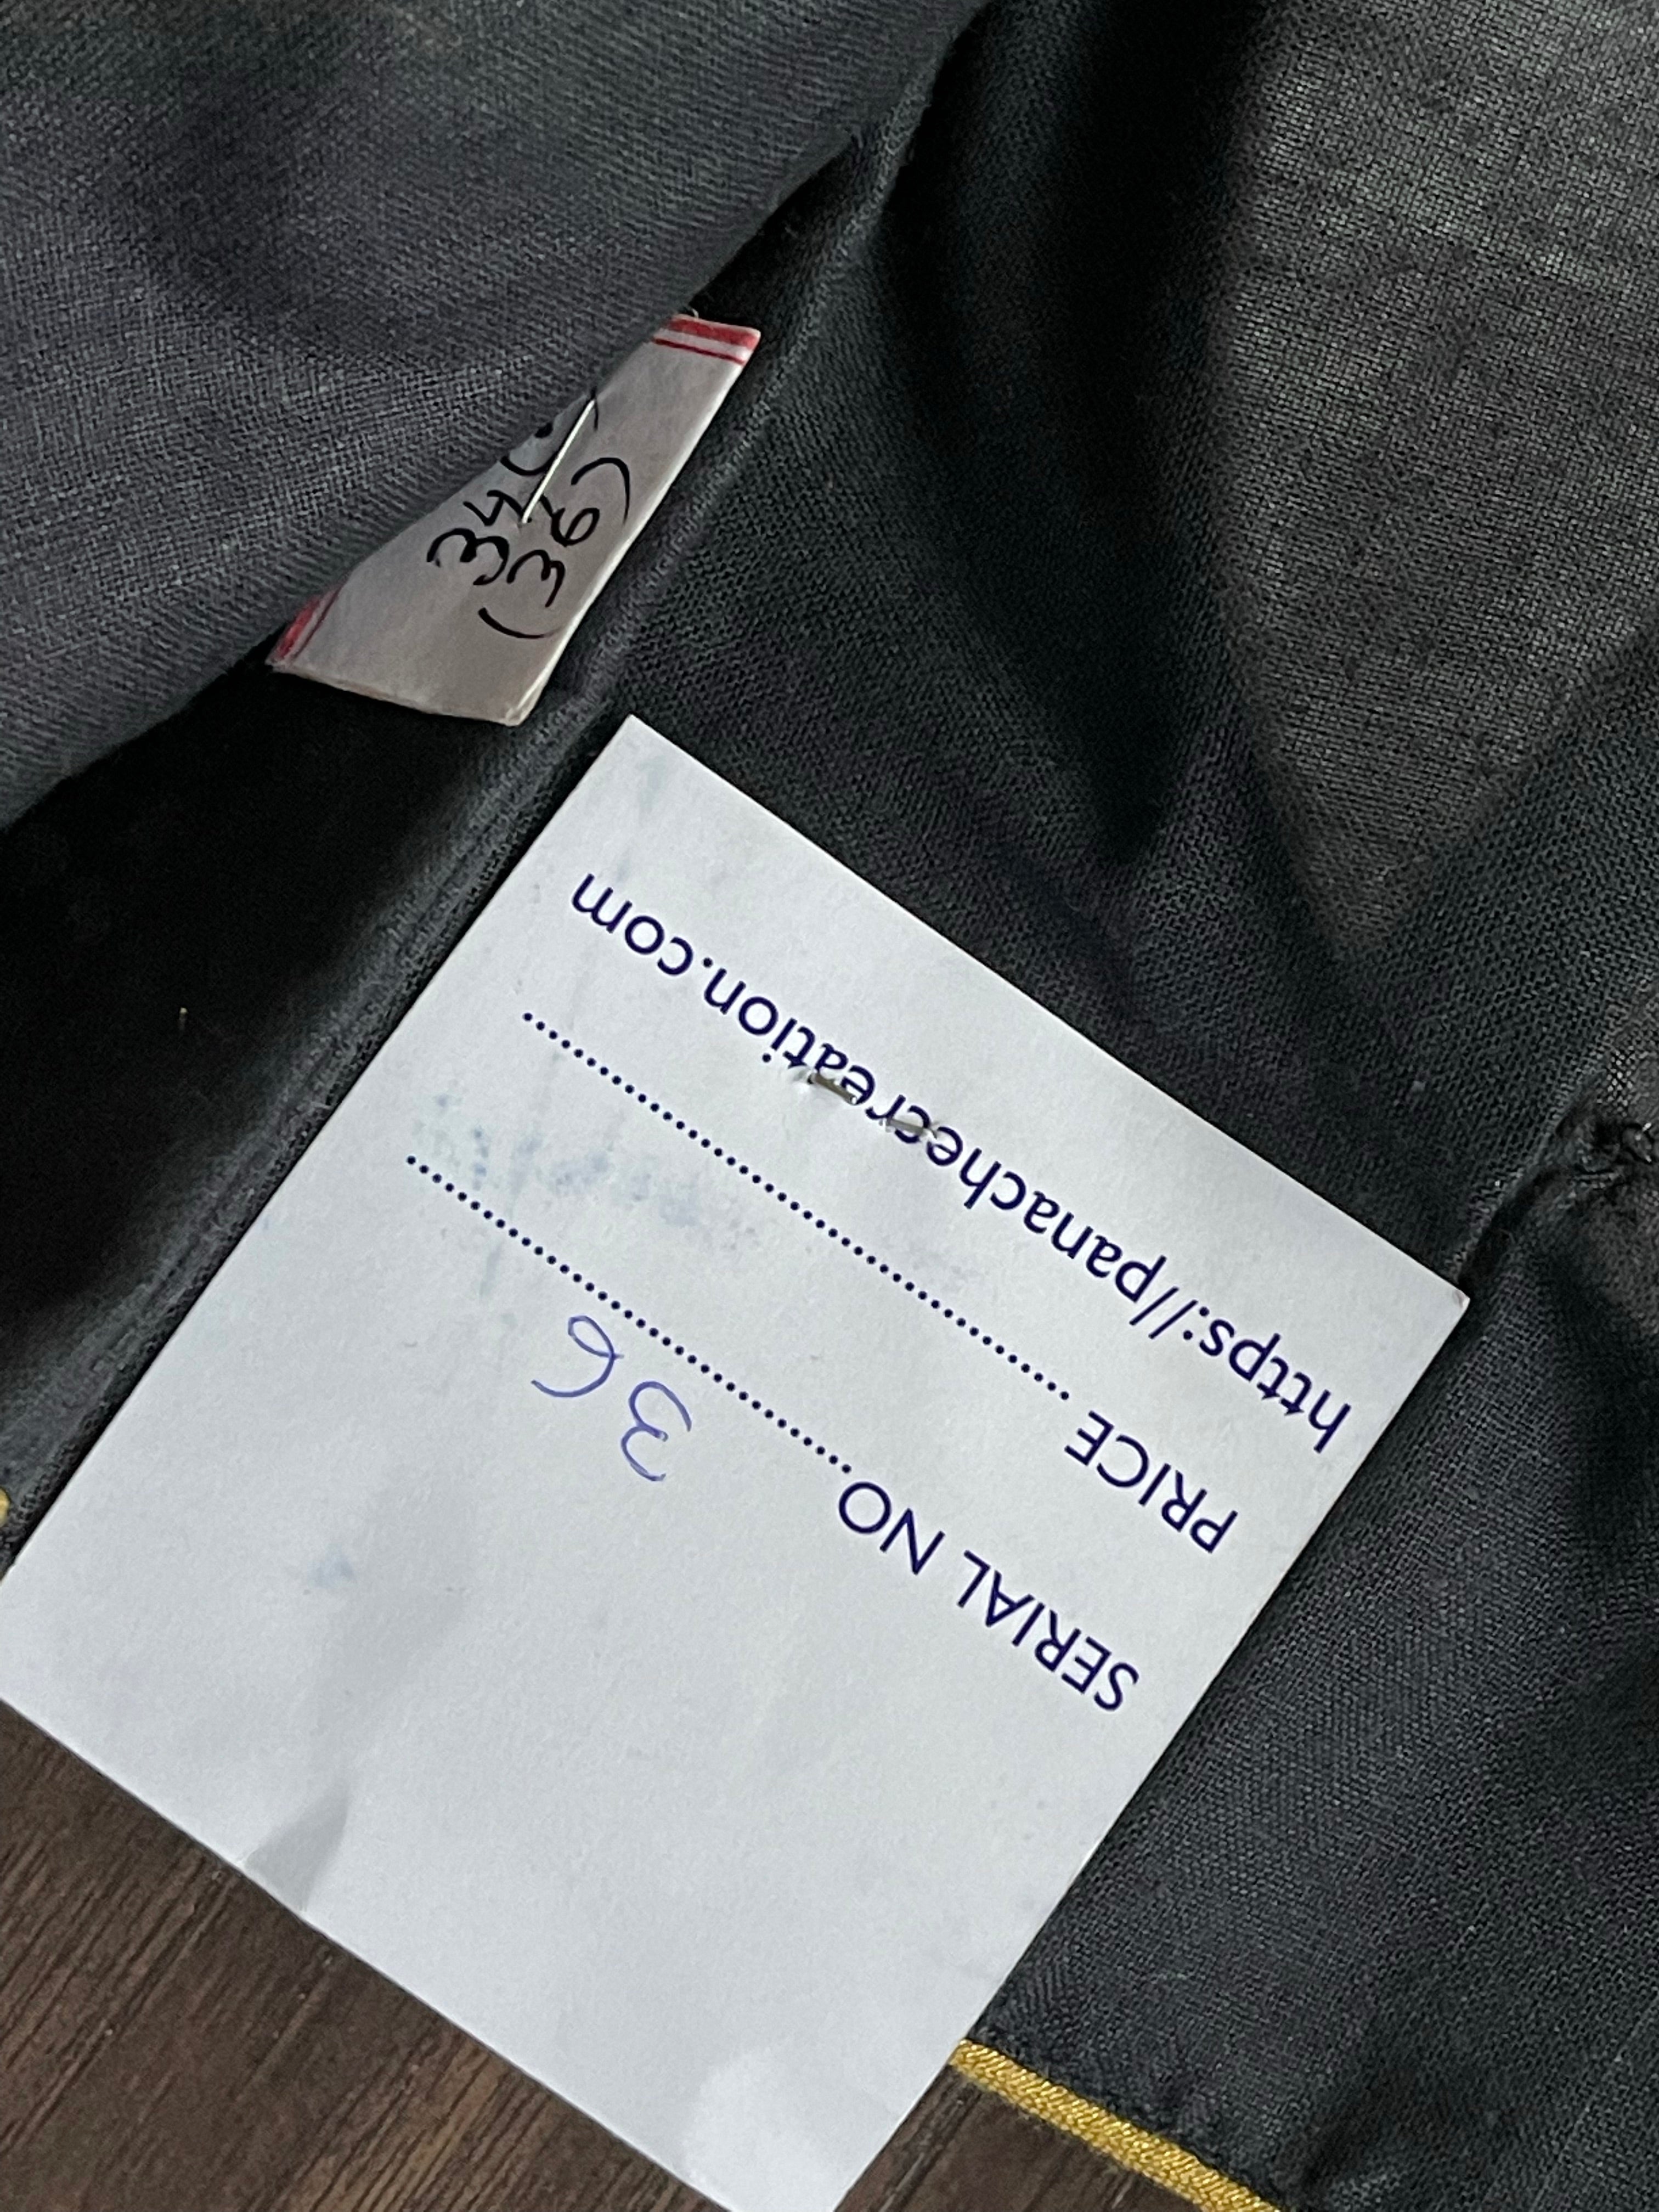 34(
(36)
SERIAL NO..............................
36
PRICE ..............................
https://panachecreation.com